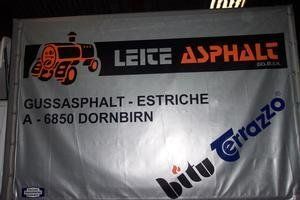 LEITE ASPHALT
GUSSASPHALT - ESTRICHE
A - 6850 DORNBIRN
bitu Terrazzo